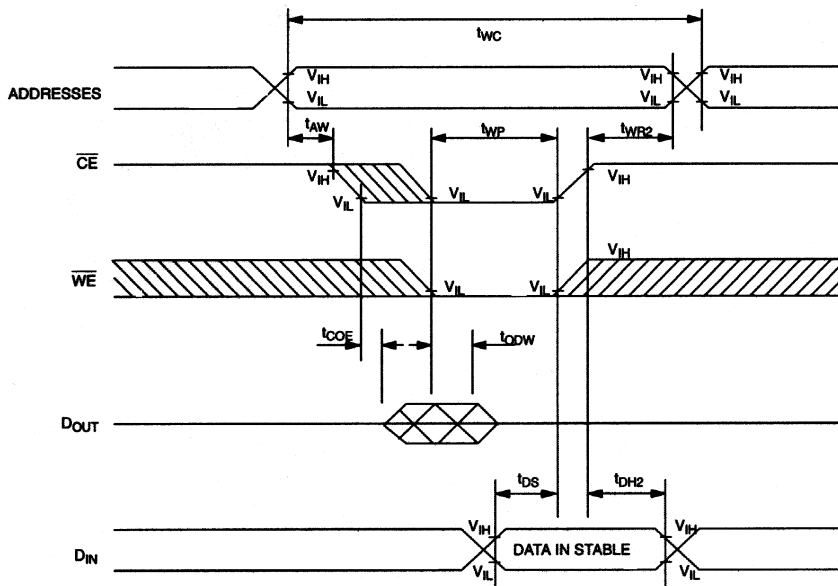 tWC
VIH VIH VIH
ADDRESSES
VIL VIL VIL
tAW tWP tWR2
CE
VIH VIH
VIL VIL VIL
VIH
WE
VIL VIL
tCOE tODW
DOUT
tDS tDH2
VIH VIH
DATA IN STABLE
DIN
VIL VIL